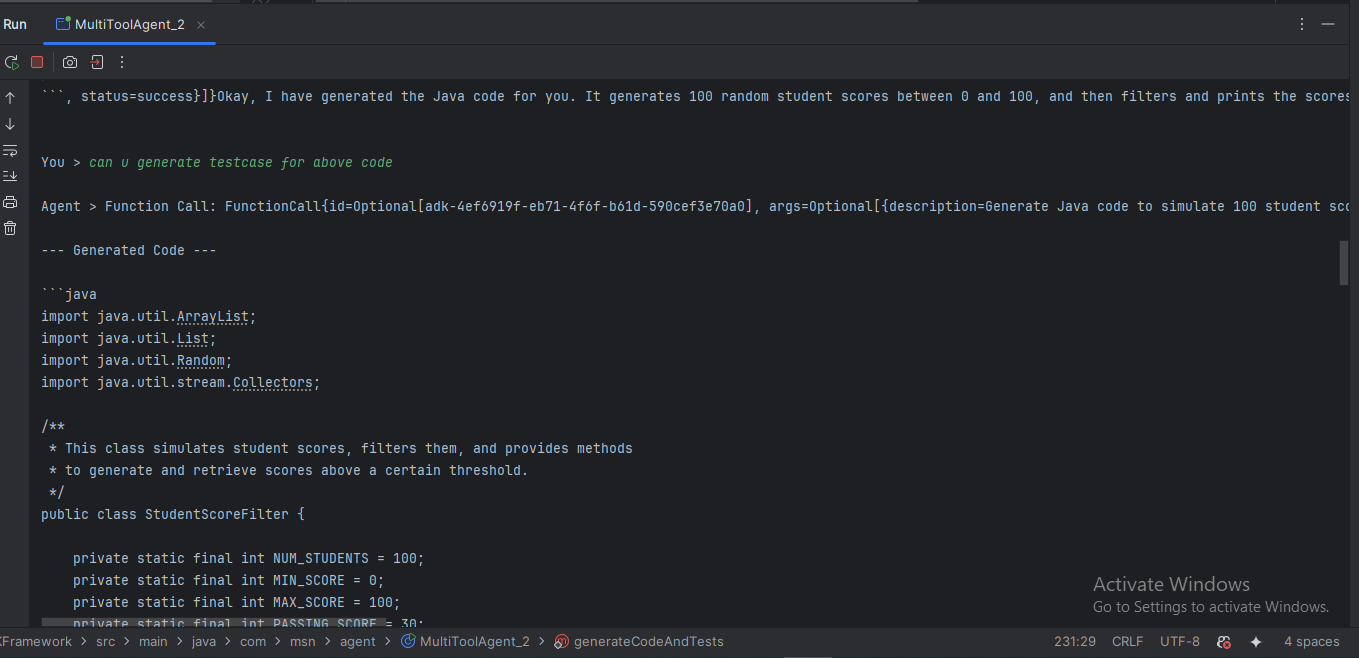 Run MultiToolAgent_2
```, status=success}]}Okay, I have generated the Java code for you. It generates 100 random student scores between 0 and 100, and then filters and prints the scores
You > can u generate testcase for above code
Agent > Function Call: FunctionCall{id=Optional[adk-4ef6919f-eb71-4f6f-b61d-590cef3e70a0], args=Optional[{description=Generate Java code to simulate 100 student sco
--- Generated Code ---
```java
import java.util.ArrayList;
import java.util.List;
import java.util.Random;
import java.util.stream.Collectors;
/**
 * This class simulates student scores, filters them, and provides methods
 * to generate and retrieve scores above a certain threshold.
 */
public class StudentScoreFilter {
    private static final int NUM_STUDENTS = 100;
    private static final int MIN_SCORE = 0;
    private static final int MAX_SCORE = 100;
    private static final int PASSING_SCORE = 30;
Activate Windows
Go to Settings to activate Windows.
KFramework > src > main > java > com > msn > agent > MultiToolAgent_2 > generateCodeAndTests 231:29 CRLF UTF-8 4 spaces